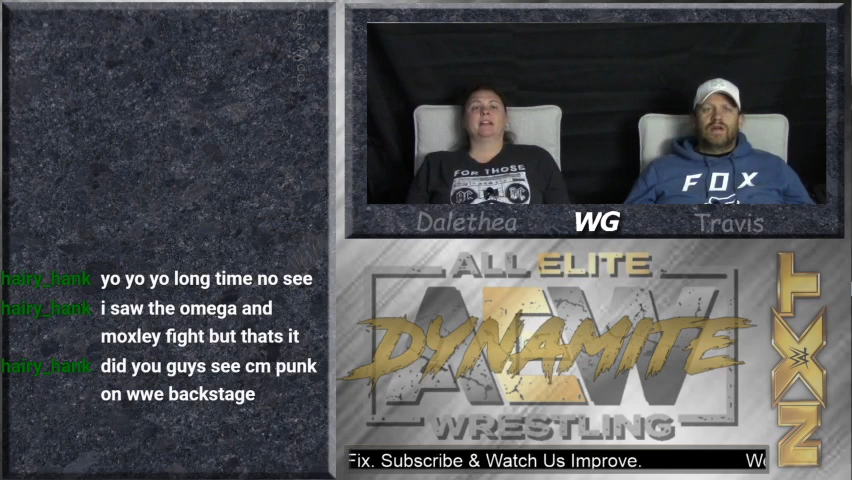 hairy_hank yo yo yo long time no see
hairy_hank i saw the omega and
moxley fight but thats it
hairy_hank did you guys see cm punk
on wwe backstage
FOR THOSE
FOX
Dalethea WG Travis
ALL ELITE
AEW
DYNAMITE
WRESTLING
NXT
Fix. Subscribe & Watch Us Improve. We